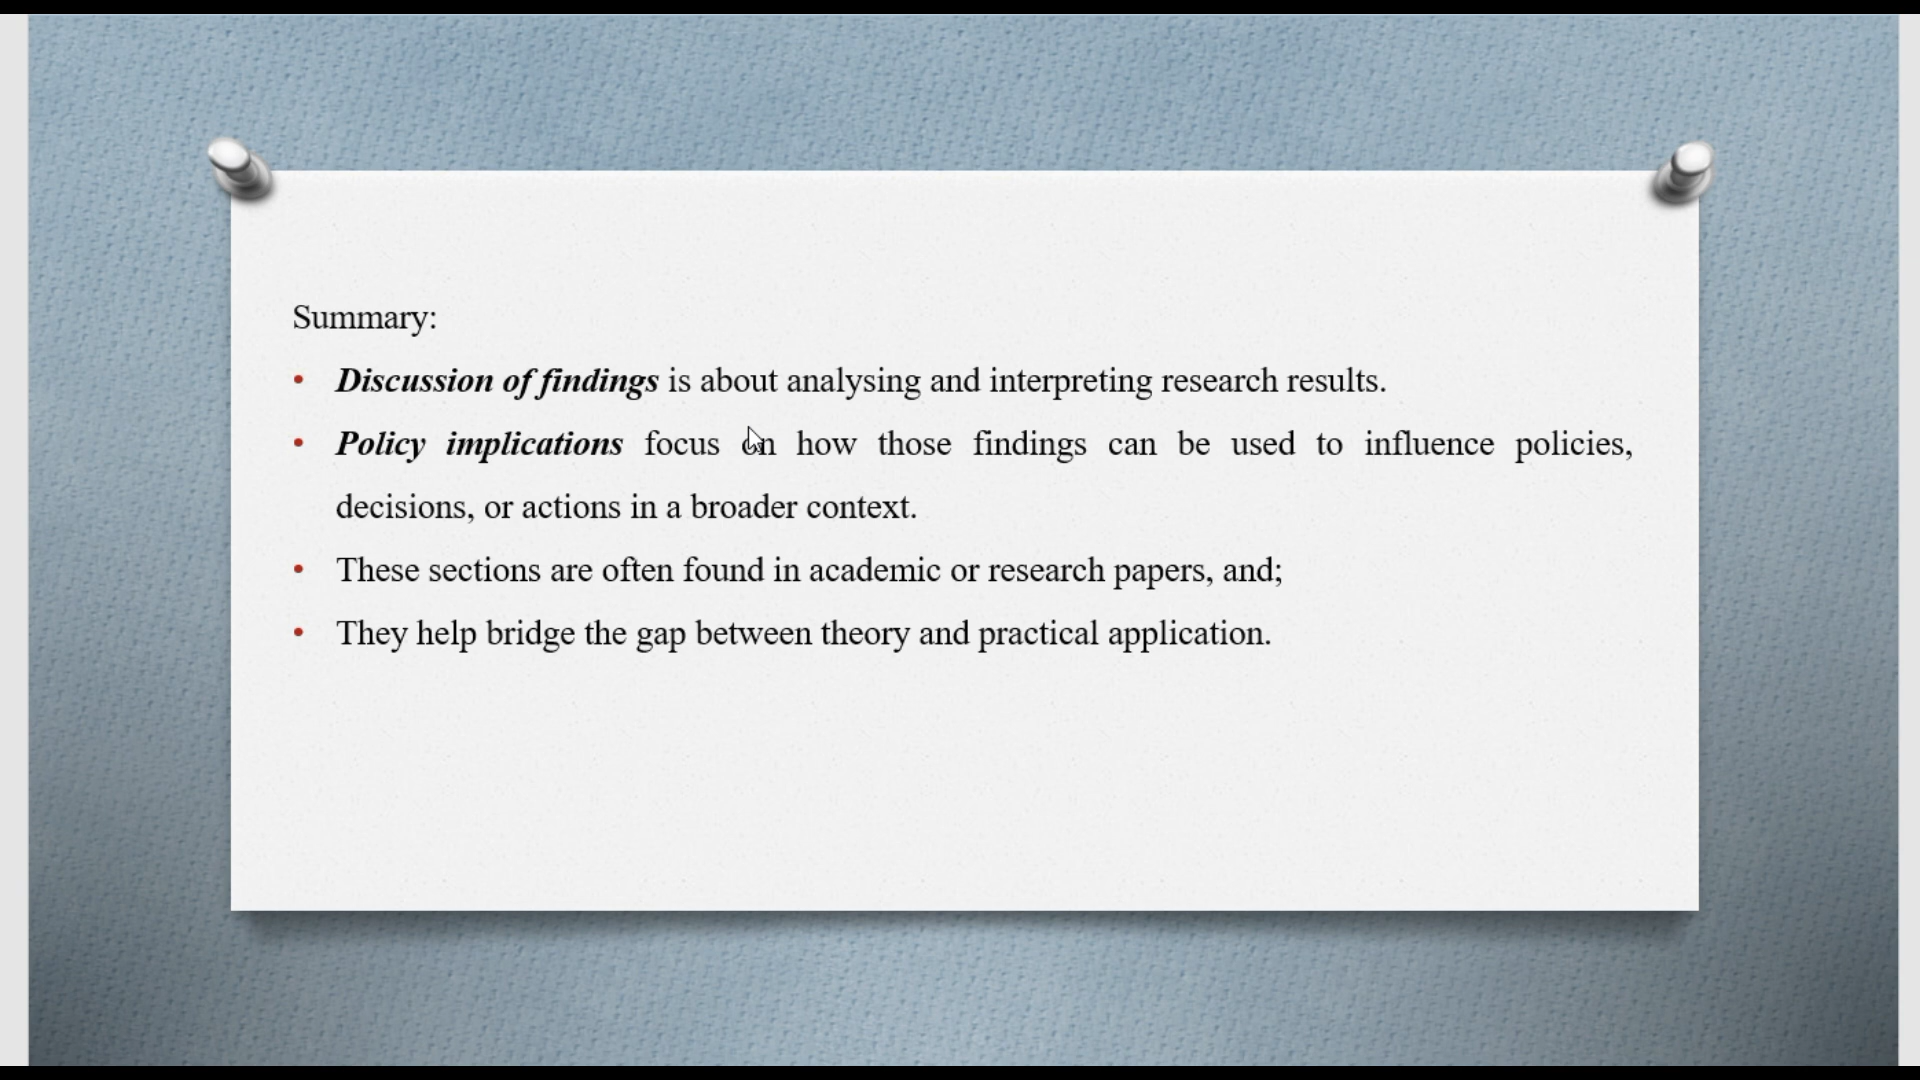 Summary:
• Discussion of findings is about analysing and interpreting research results.
• Policy implications focus on how those findings can be used to influence policies,
decisions, or actions in a broader context.
• These sections are often found in academic or research papers, and;
• They help bridge the gap between theory and practical application.